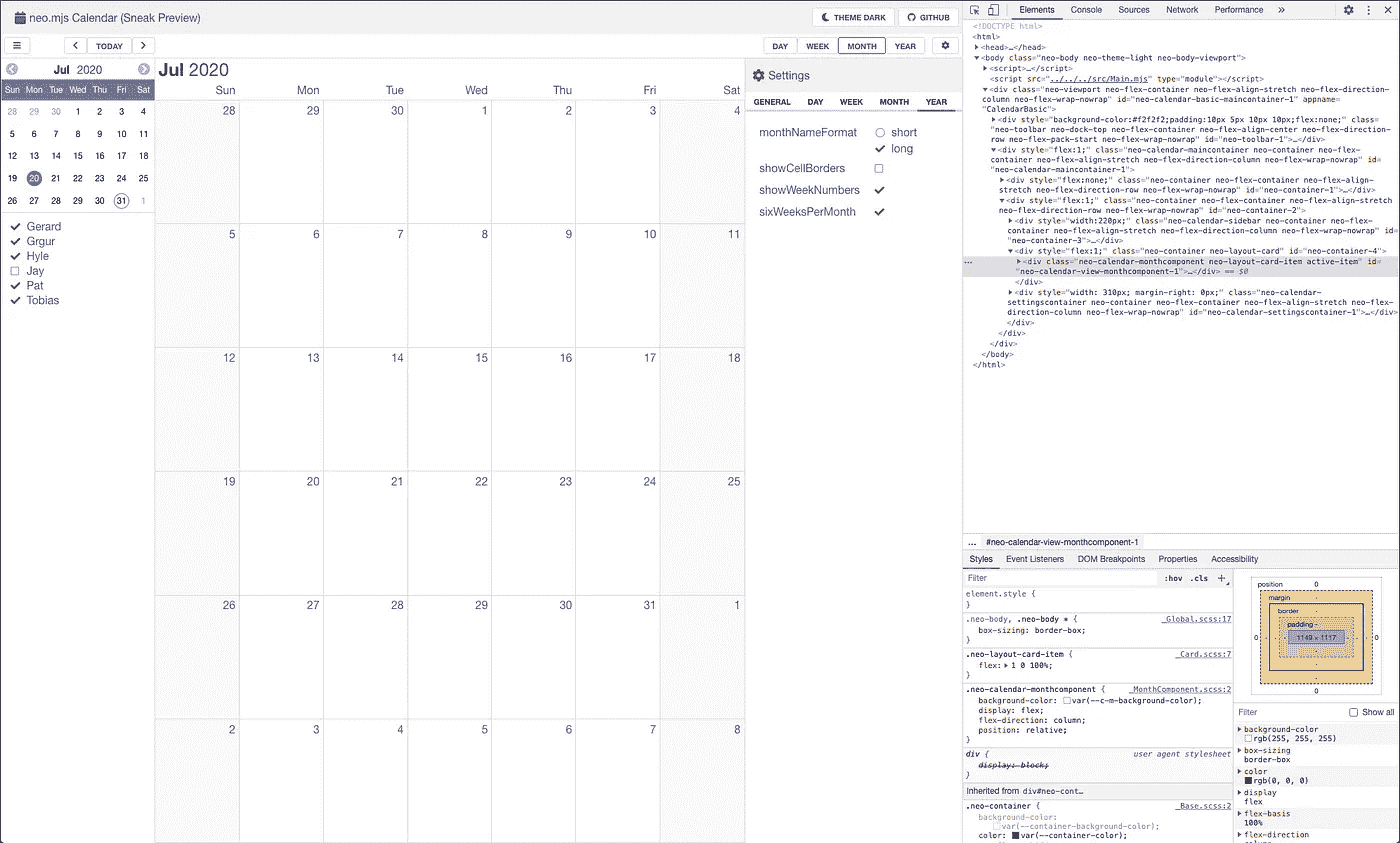 neo.mjs Calendar (Sneak Preview)
THEME DARK
GITHUB
TODAY
DAY WEEK MONTH YEAR
Jul 2020
Sun Mon Tue Wed Thu Fri Sat
28 29 30 1 2 3 4
5 6 7 8 9 10 11
12 13 14 15 16 17 18
19 20 21 22 23 24 25
26 27 28 29 30 31 1
Gerard
Grgur
Hyle
Jay
Pat
Tobias
Jul 2020
Sun Mon Tue Wed Thu Fri Sat
28 29 30 1 2 3 4
5 6 7 8 9 10 11
12 13 14 15 16 17 18
19 20 21 22 23 24 25
26 27 28 29 30 31 1
2 3 4 5 6 7 8
Settings
GENERAL DAY WEEK MONTH YEAR
monthNameFormat short
long
showCellBorders
showWeekNumbers
sixWeeksPerMonth
Elements Console Sources Network Performance »
<!DOCTYPE html>
<html>
<head>…</head>
<body class="neo-body neo-theme-light neo-body-viewport">
<script>…</script>
<script src="../../../src/Main.mjs" type="module"></script>
<div class="neo-viewport neo-flex-container neo-flex-align-stretch neo-flex-direction-
column neo-flex-wrap-nowrap" id="neo-calendar-basic-maincontainer-1" appname=
"CalendarBasic">
<div style="background-color:#f2f2f2;padding:10px 5px 10px 10px;flex:none;" class=
"neo-toolbar neo-dock-top neo-flex-container neo-flex-align-center neo-flex-direction-
row neo-flex-pack-start neo-flex-wrap-nowrap" id="neo-toolbar-1">…</div>
<div style="flex:1;" class="neo-calendar-maincontainer neo-container neo-flex-
container neo-flex-align-stretch neo-flex-direction-column neo-flex-wrap-nowrap" id=
"neo-calendar-maincontainer-1">
<div style="flex:none;" class="neo-container neo-flex-container neo-flex-align-
stretch neo-flex-direction-row neo-flex-wrap-nowrap" id="neo-container-1">…</div>
<div style="flex:1;" class="neo-container neo-flex-container neo-flex-align-stretch
neo-flex-direction-row neo-flex-wrap-nowrap" id="neo-container-2">
<div style="width:220px;" class="neo-calendar-sidebar neo-container neo-flex-
container neo-flex-align-stretch neo-flex-direction-column neo-flex-wrap-nowrap" id=
"neo-container-3">…</div>
<div style="flex:1;" class="neo-container neo-layout-card" id="neo-container-4">
… <div class="neo-calendar-monthcomponent neo-layout-card-item active-item" id=
"neo-calendar-view-monthcomponent-1">…</div> == $0
</div>
<div style="width: 310px; margin-right: 0px;" class="neo-calendar-
settingscontainer neo-container neo-flex-container neo-flex-align-stretch neo-flex-
direction-column neo-flex-wrap-nowrap" id="neo-calendar-settingscontainer-1">…</div>
</div>
</div>
</div>
</body>
</html>
… #neo-calendar-view-monthcomponent-1
Styles Event Listeners DOM Breakpoints Properties Accessibility
Filter :hov .cls +
element.style {
}
.neo-body, .neo-body * { _Global.scss:17
box-sizing: border-box;
}
.neo-layout-card-item { _Card.scss:7
flex: 1 0 100%;
}
.neo-calendar-monthcomponent { _MonthComponent.scss:2
background-color: var(--c-m-background-color);
display: flex;
flex-direction: column;
position: relative;
}
div { user agent stylesheet
display: block;
}
Inherited from div#neo-cont…
.neo-container { _Base.scss:2
background-color:
var(--container-background-color);
color: var(--container-color);
position 0
margin -
border -
padding -
0 1149 × 1117 0
-
-
-
0
Filter Show all
background-color
rgb(255, 255, 255)
box-sizing
border-box
color
rgb(0, 0, 0)
display
flex
flex-basis
100%
flex-direction